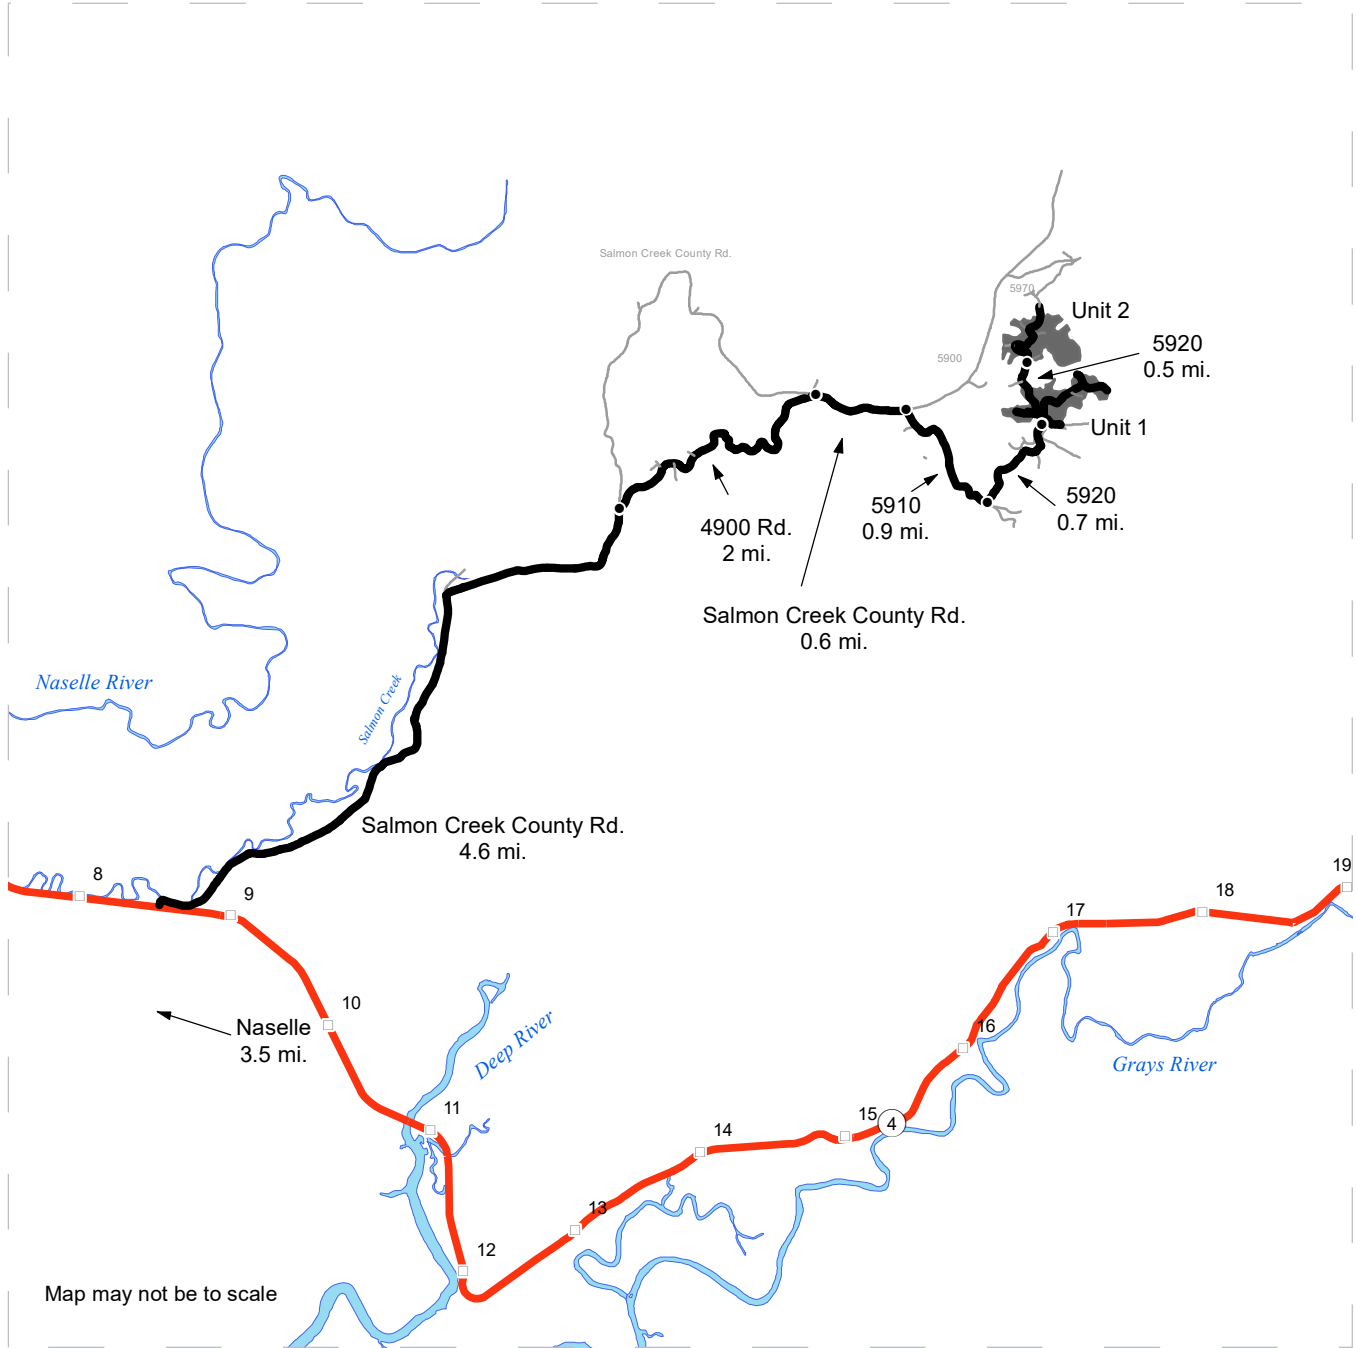 Salmon Creek County Rd.
5970
Unit 2
5920
0.5 mi.
5900
Unit 1
5920
0.7 mi.
5910
0.9 mi.
4900 Rd.
2 mi.
Salmon Creek County Rd.
0.6 mi.
Naselle River
Salmon Creek
Salmon Creek County Rd.
4.6 mi.
8
9
19
18
17
10
Naselle
3.5 mi.
Deep River
16
Grays River
11
15
4
14
13
12
Map may not be to scale